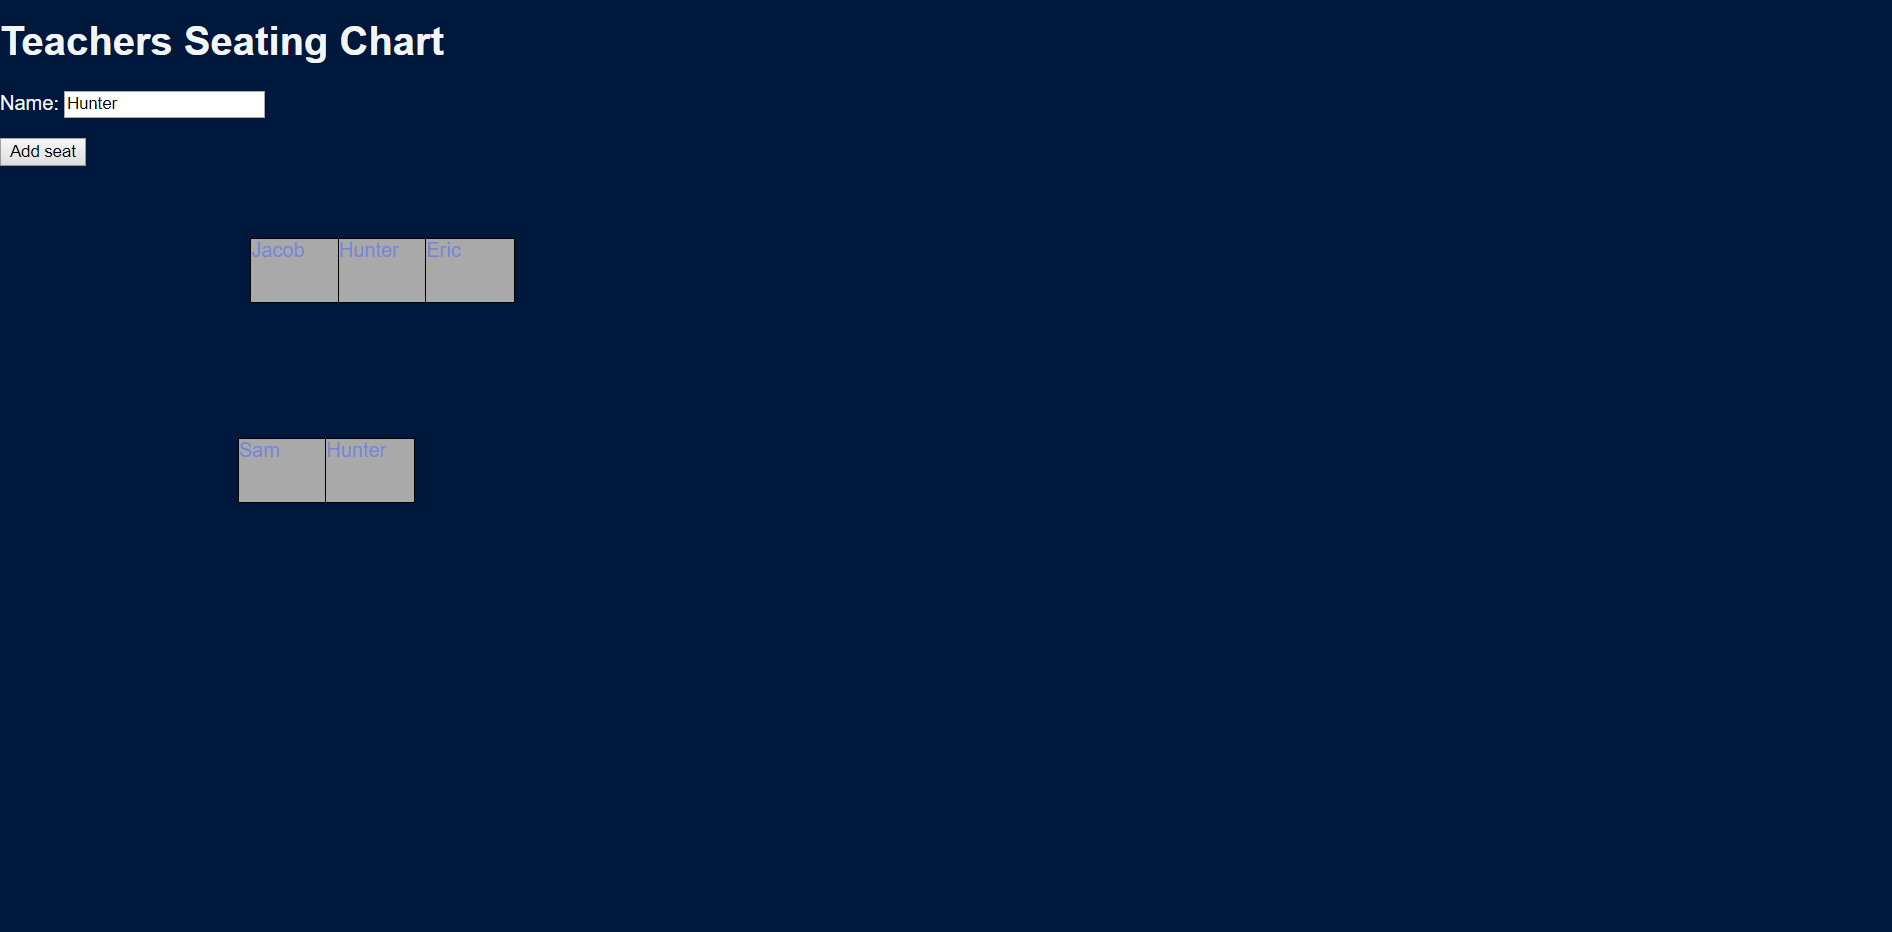 Teachers Seating Chart
Name: Hunter
Add seat
Jacob Hunter Eric
Sam Hunter